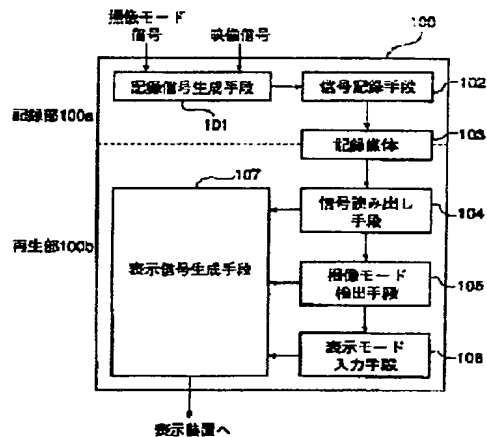 撮像モード
信号
映像信号
100
記録信号生成手段
信号記録手段
102
101
記録部100a
103
記録媒体
107
信号読み出し
手段
104
再生部100b
表示信号生成手段
撮像モード
検出手段
105
表示モード
入力手段
106
表示装置へ